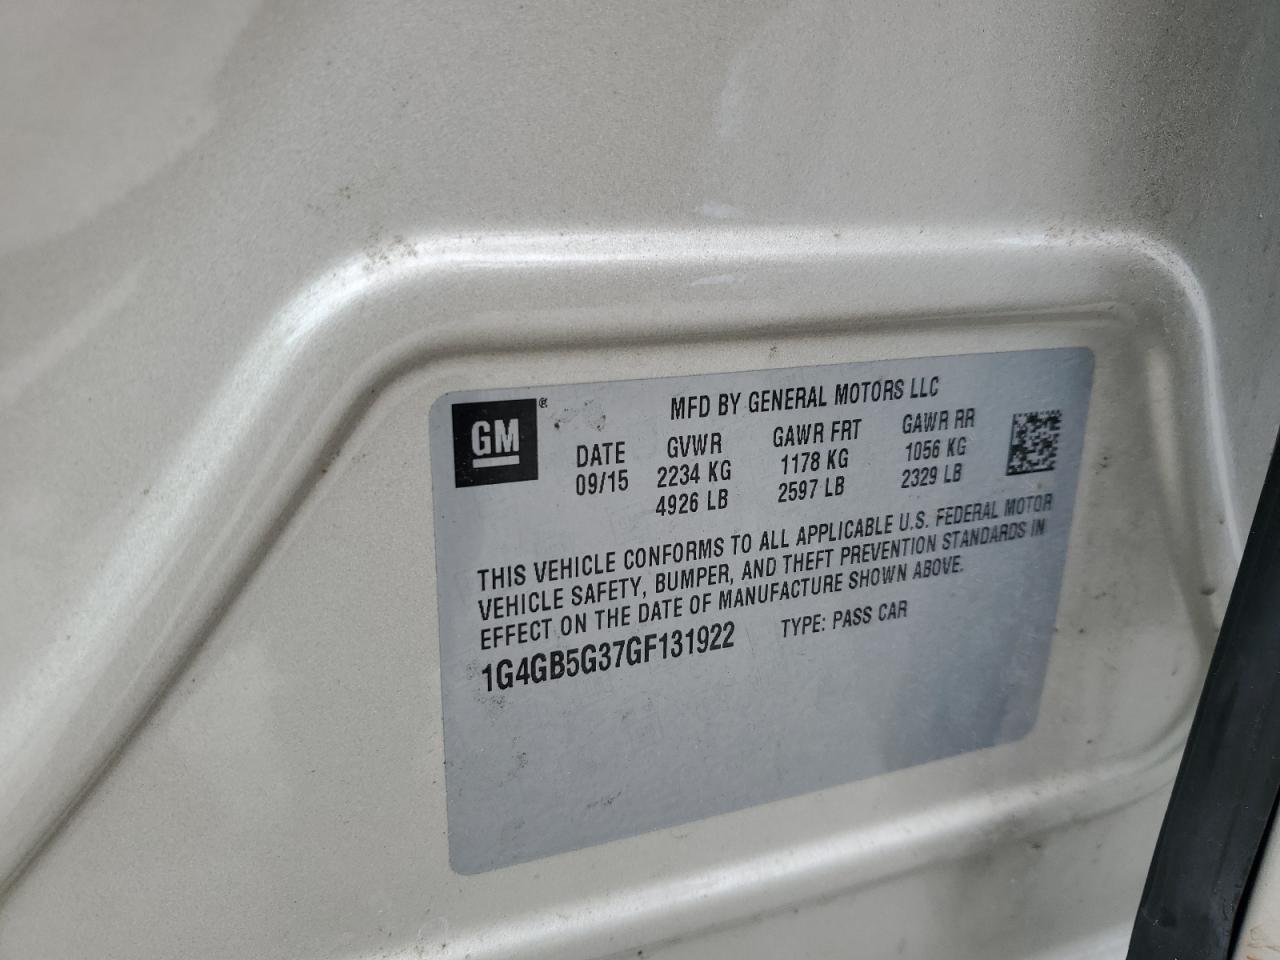 GM ®
MFD BY GENERAL MOTORS LLC
DATE GVWR GAWR FRT GAWR RR
09/15 2234 KG 1178 KG 1056 KG
4926 LB 2597 LB 2329 LB
THIS VEHICLE CONFORMS TO ALL APPLICABLE U.S. FEDERAL MOTOR
VEHICLE SAFETY, BUMPER, AND THEFT PREVENTION STANDARDS IN
EFFECT ON THE DATE OF MANUFACTURE SHOWN ABOVE.
1G4GB5G37GF131922 TYPE: PASS CAR